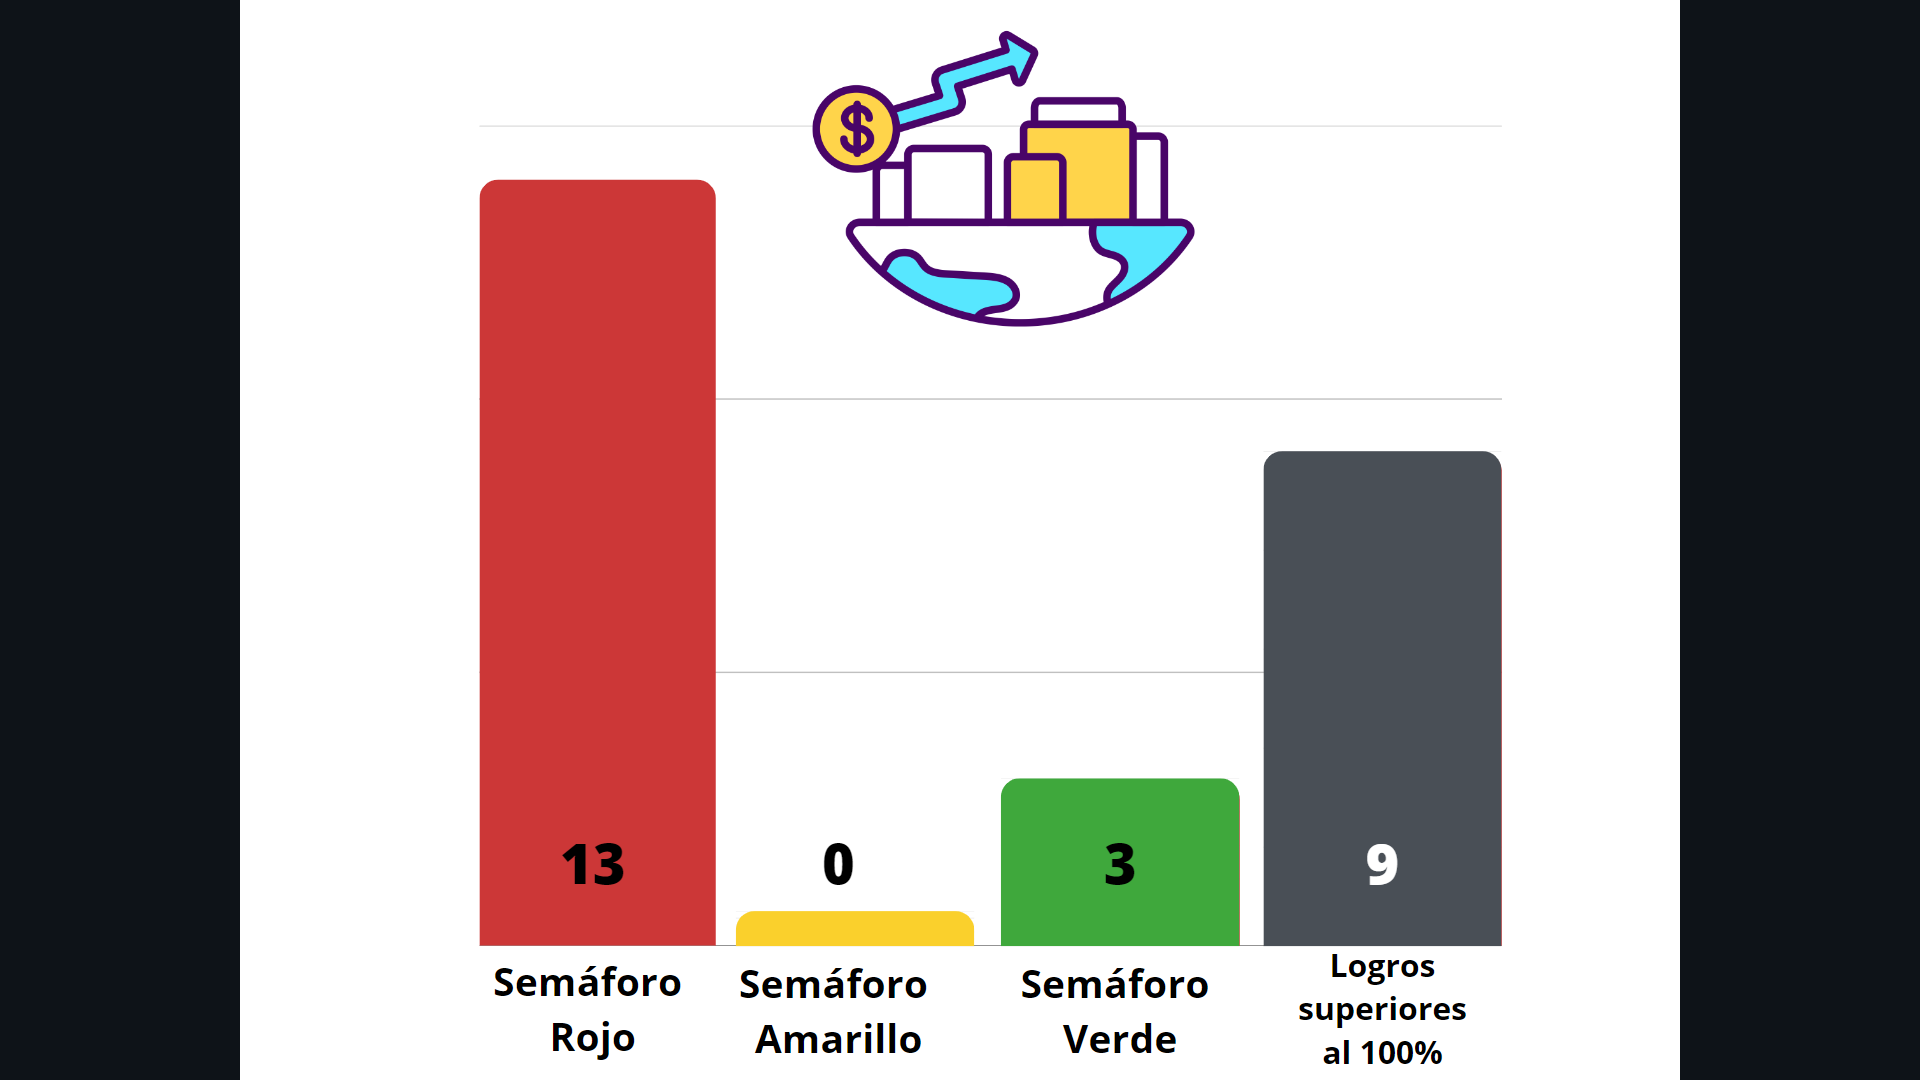 $
13
0
3
9
Semáforo
Rojo
Semáforo
Amarillo
Semáforo
Verde
Logros
superiores
al 100%